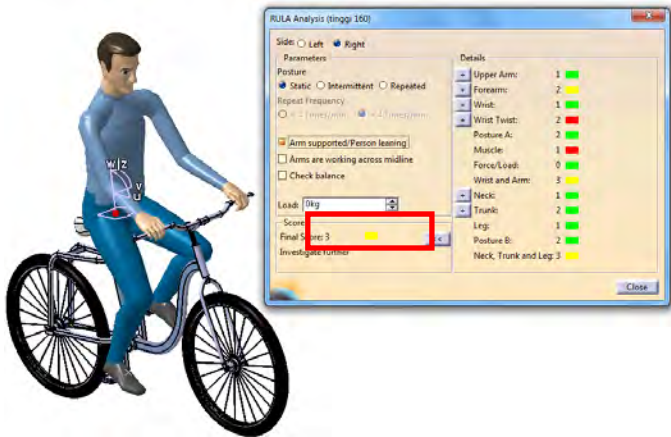 RULA Analysis (tinggi 160)
Side: Left Right
Parameters
Posture
Static Intermittent Repeated
Repeat Frequency
Arm supported/Person leaning
Arms are working across midline
Check balance
Load: 0kg
Score
Final Score: 3
<<
Investigate further
Details
Upper Arm: 1
Forearm: 2
Wrist: 1
Wrist Twist: 2
Posture A: 2
Muscle: 1
Force/Load: 0
Wrist and Arm: 3
Neck: 1
Trunk: 2
Leg: 1
Posture B: 2
Neck, Trunk and Leg: 3
Close
W Z
V
U